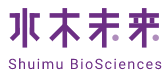 水木未来
Shuimu BioSciences